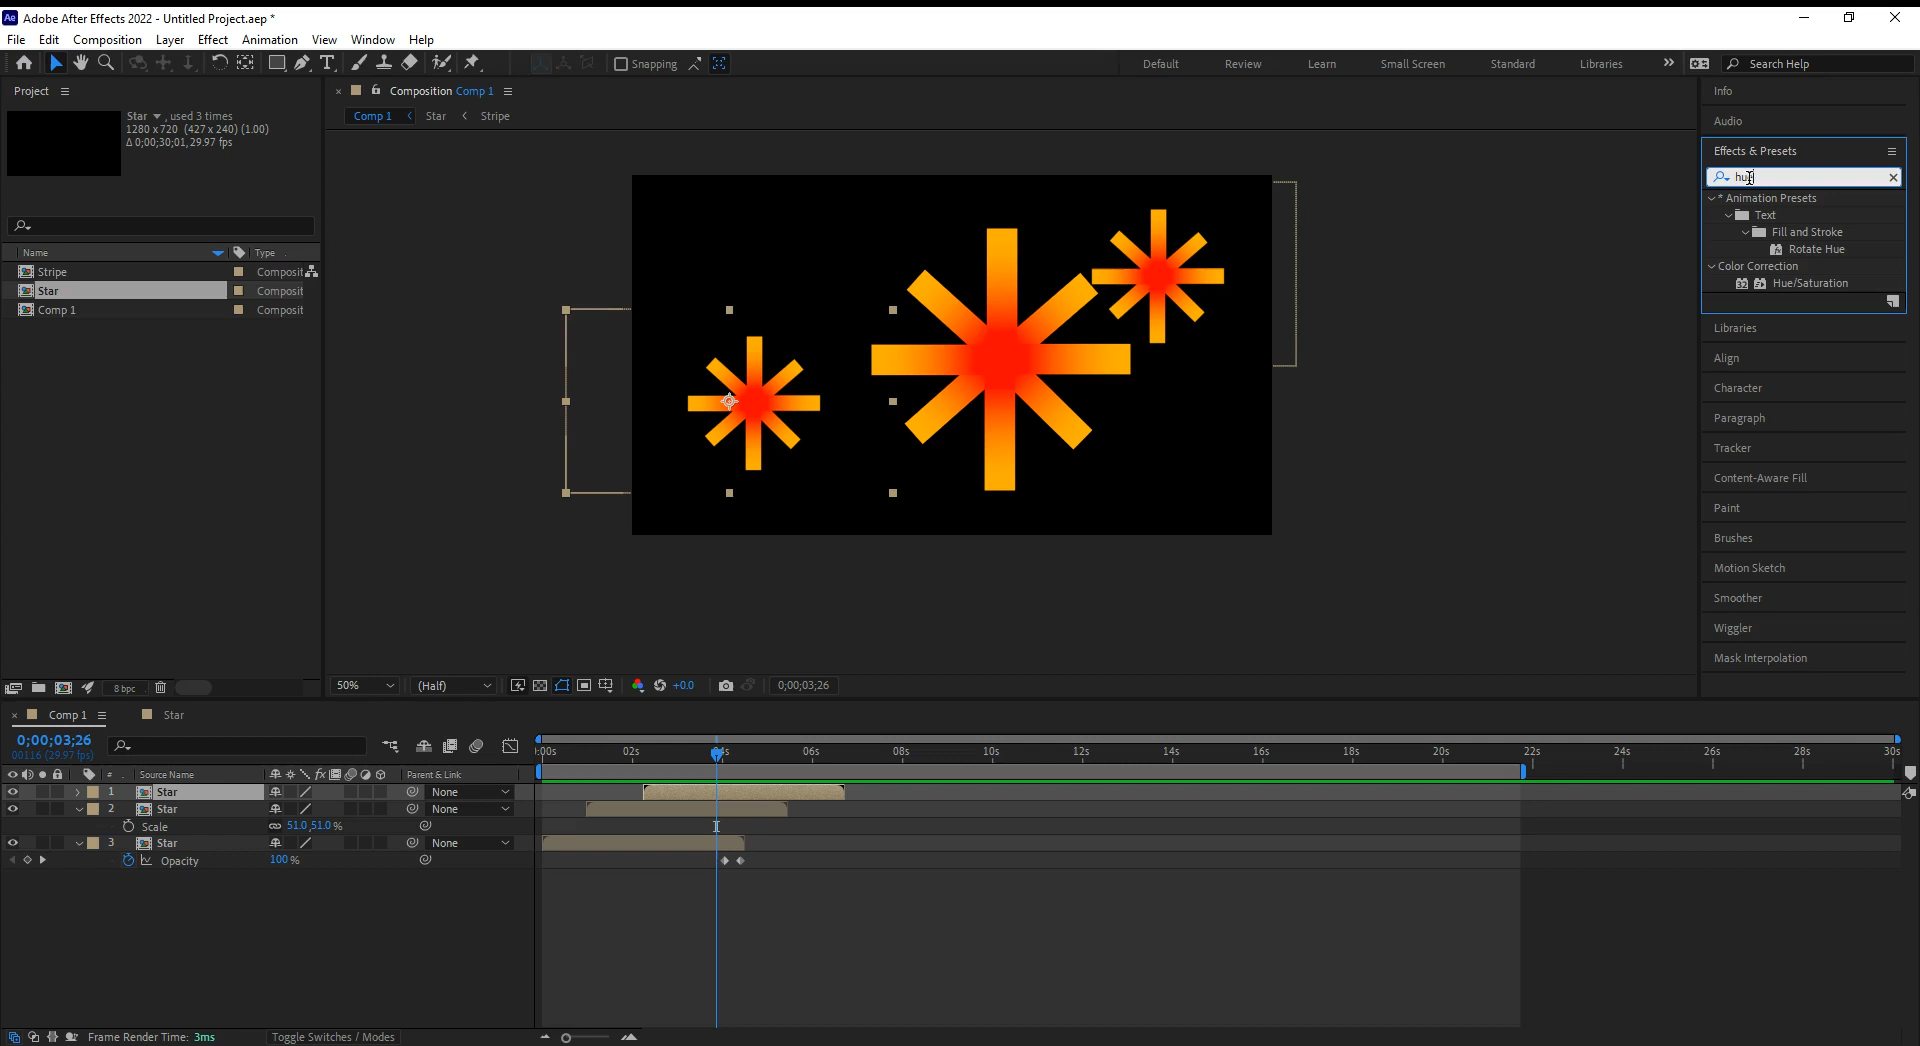 Ae Adobe After Effects 2022 - Untitled Project.aep *
File Edit Composition Layer Effect Animation View Window Help
Snapping
Default Review Learn Small Screen Standard Libraries » Search Help
Project
Star , used 3 times
1280 x 720 (427 x 240) (1.00)
Δ 0;00;30;01, 29.97 fps
Name Type
Stripe Composit
Star Composit
Comp 1 Composit
8 bpc
× Composition Comp 1
Comp 1 < Star < Stripe
50% (Half) +0.0 0;00;03;26
Info
Audio
Effects & Presets
hue
* Animation Presets
Text
Fill and Stroke
Rotate Hue
Color Correction
32 Hue/Saturation
Libraries
Align
Character
Paragraph
Tracker
Content-Aware Fill
Paint
Brushes
Motion Sketch
Smoother
Wiggler
Mask Interpolation
× Comp 1 Star
0;00;03;26
00116 (29.97 fps)
):00s 02s 04s 06s 08s 10s 12s 14s 16s 18s 20s 22s 24s 26s 28s 30s
# Source Name fx Parent & Link
1 Star None
2 Star None
Scale 51.0,51.0%
3 Star None
Opacity 100%
Frame Render Time: 3ms Toggle Switches / Modes